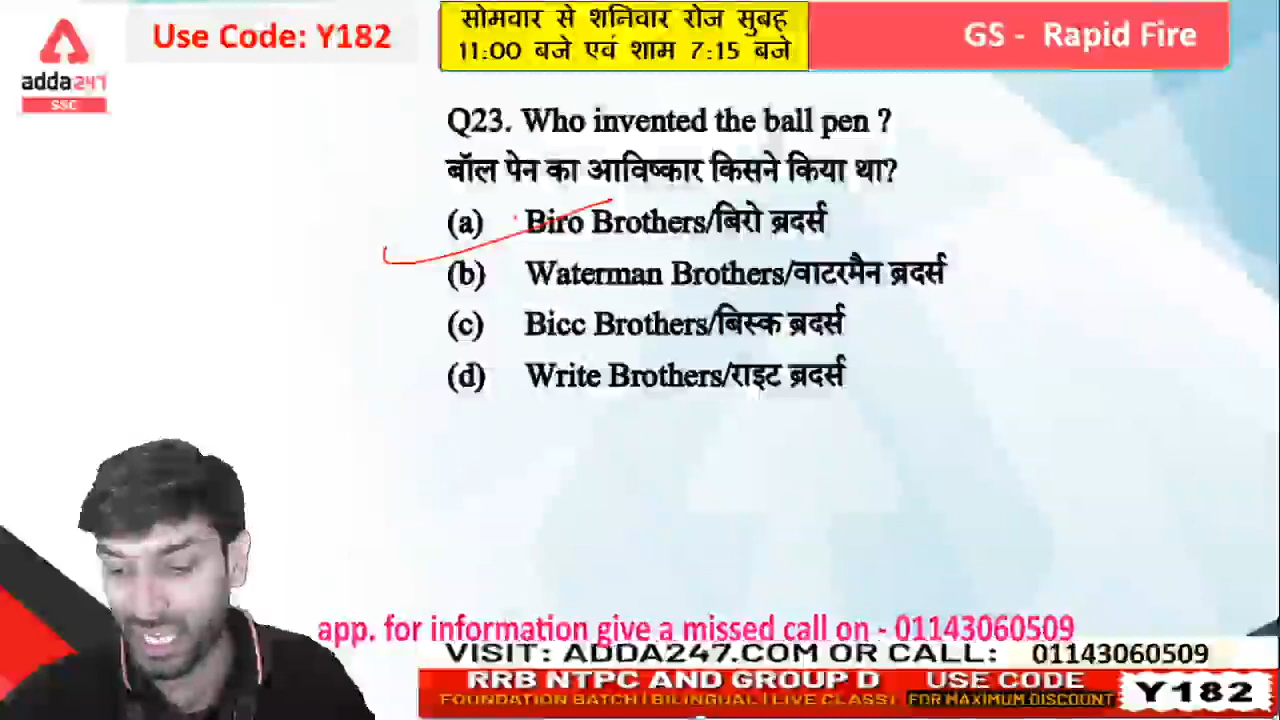 Use Code: Y182
सोमवार से शनिवार रोज सुबह
11:00 बजे एवं शाम 7:15 बजे
GS - Rapid Fire
adda247
SSC
Q23. Who invented the ball pen ?
बॉल पेन का आविष्कार किसने किया था?
(a) Biro Brothers/बिरो ब्रदर्स
(b) Waterman Brothers/वाटरमैन ब्रदर्स
(c) Bicc Brothers/बिस्क ब्रदर्स
(d) Write Brothers/राइट ब्रदर्स
app. for information give a missed call on - 01143060509
VISIT: ADDA247.COM OR CALL: 01143060509
RRB NTPC AND GROUP D USE CODE
FOUNDATION BATCH | BILINGUAL | LIVE CLASS| FOR MAXIMUM DISCOUNT
Y182